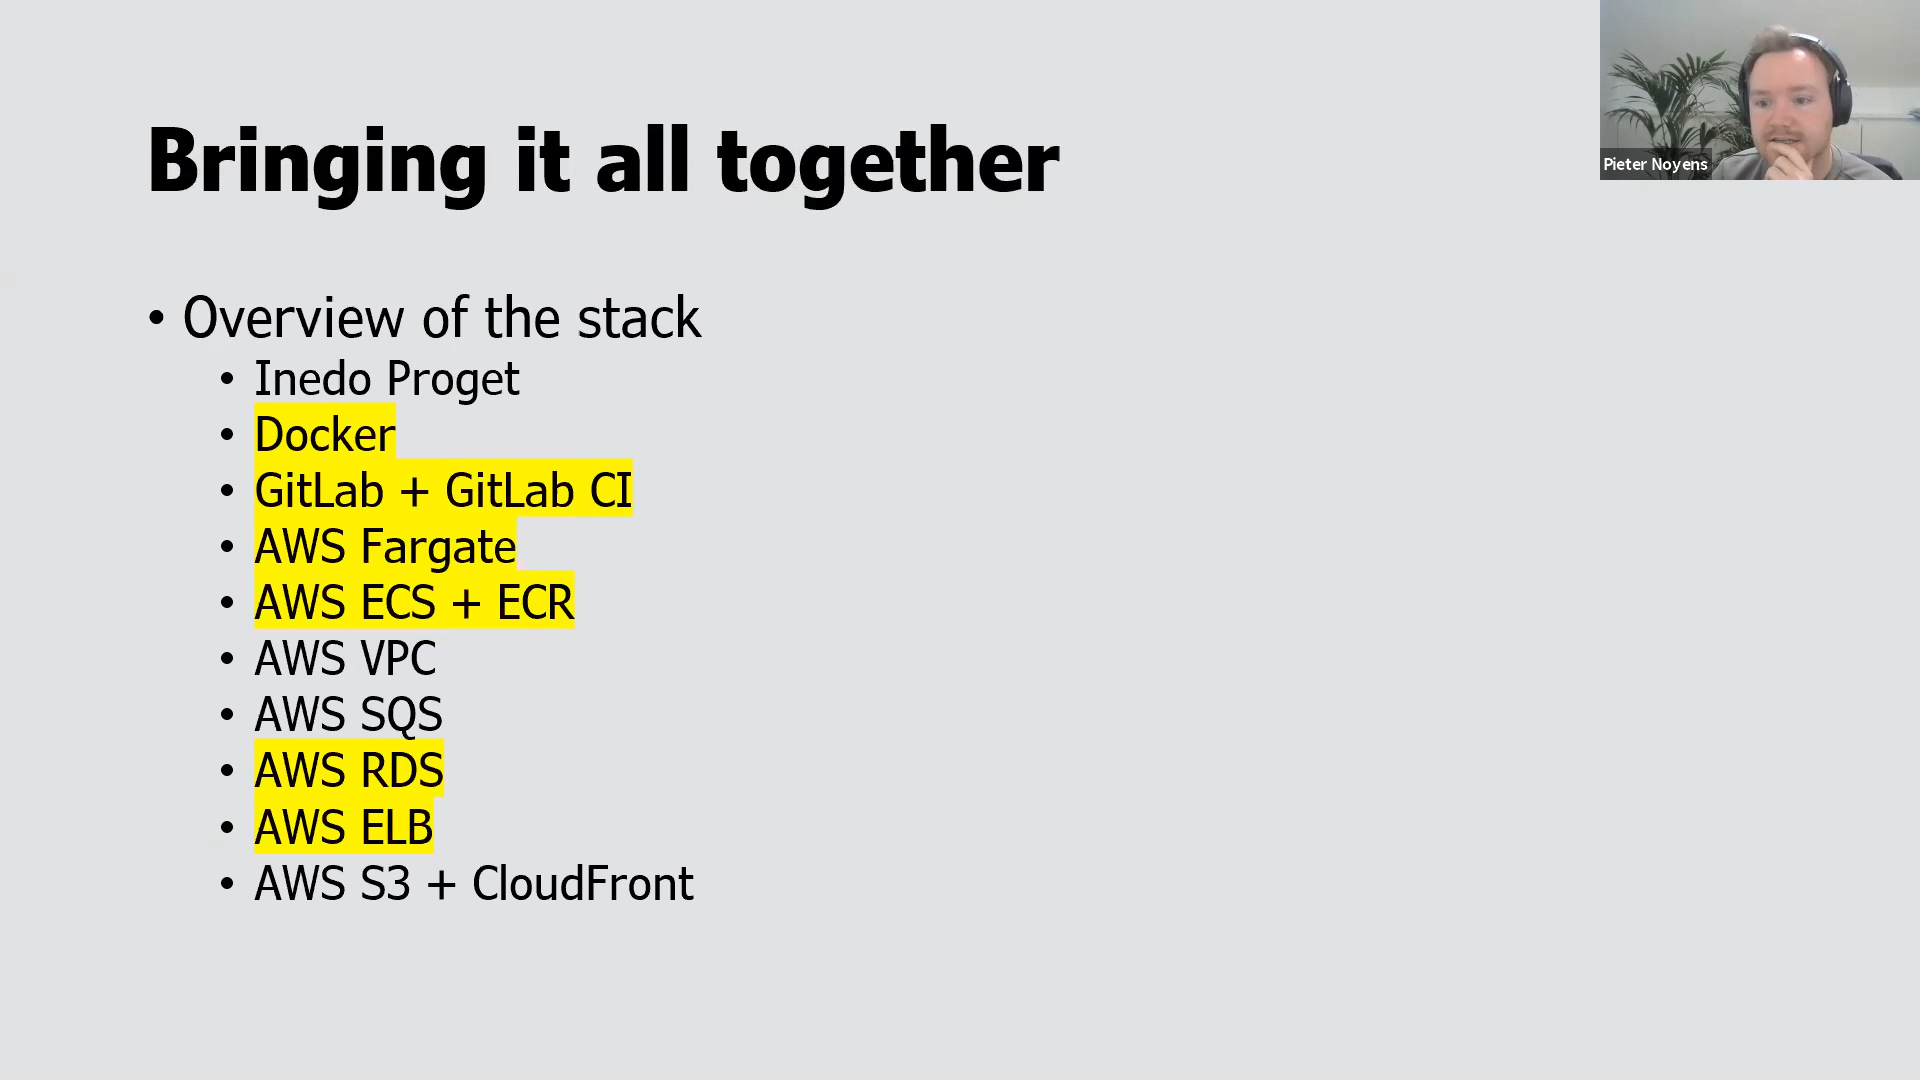 Bringing it all together
Pieter Noyens
• Overview of the stack
• Inedo Proget
• Docker
• GitLab + GitLab CI
• AWS Fargate
• AWS ECS + ECR
• AWS VPC
• AWS SQS
• AWS RDS
• AWS ELB
• AWS S3 + CloudFront